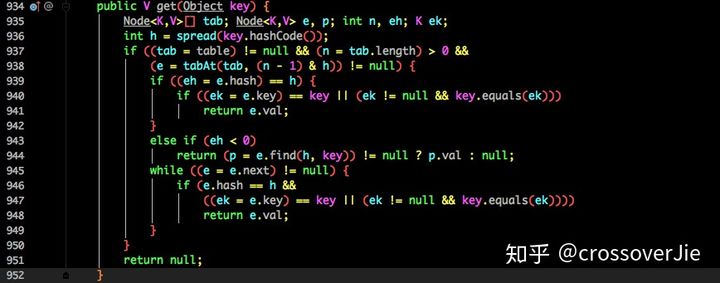 934 @ public V get(Object key) {
935 Node<K,V>[] tab; Node<K,V> e, p; int n, eh; K ek;
936 int h = spread(key.hashCode());
937 if ((tab = table) != null && (n = tab.length) > 0 &&
938 (e = tabAt(tab, (n - 1) & h)) != null) {
939 if ((eh = e.hash) == h) {
940 if ((ek = e.key) == key || (ek != null && key.equals(ek)))
941 return e.val;
942 }
943 else if (eh < 0)
944 return (p = e.find(h, key)) != null ? p.val : null;
945 while ((e = e.next) != null) {
946 if (e.hash == h &&
947 ((ek = e.key) == key || (ek != null && key.equals(ek))))
948 return e.val;
949 }
950 }
951 return null;
952 }
知乎 @crossoverJie